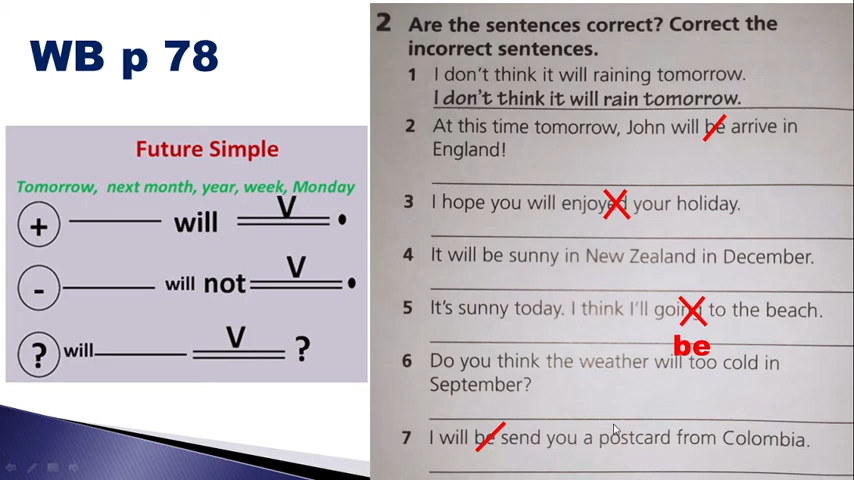 WB p 78
Future Simple
Tomorrow, next month, year, week, Monday
+ will V .
- will not V .
? will V ?
2 Are the sentences correct? Correct the
incorrect sentences.
1 I don't think it will raining tomorrow.
I don't think it will rain tomorrow.
2 At this time tomorrow, John will be arrive in
England!
3 I hope you will enjoyed your holiday.
4 It will be sunny in New Zealand in December.
5 It's sunny today. I think I'll going to the beach.
be
6 Do you think the weather will too cold in
September?
7 I will be send you a postcard from Colombia.